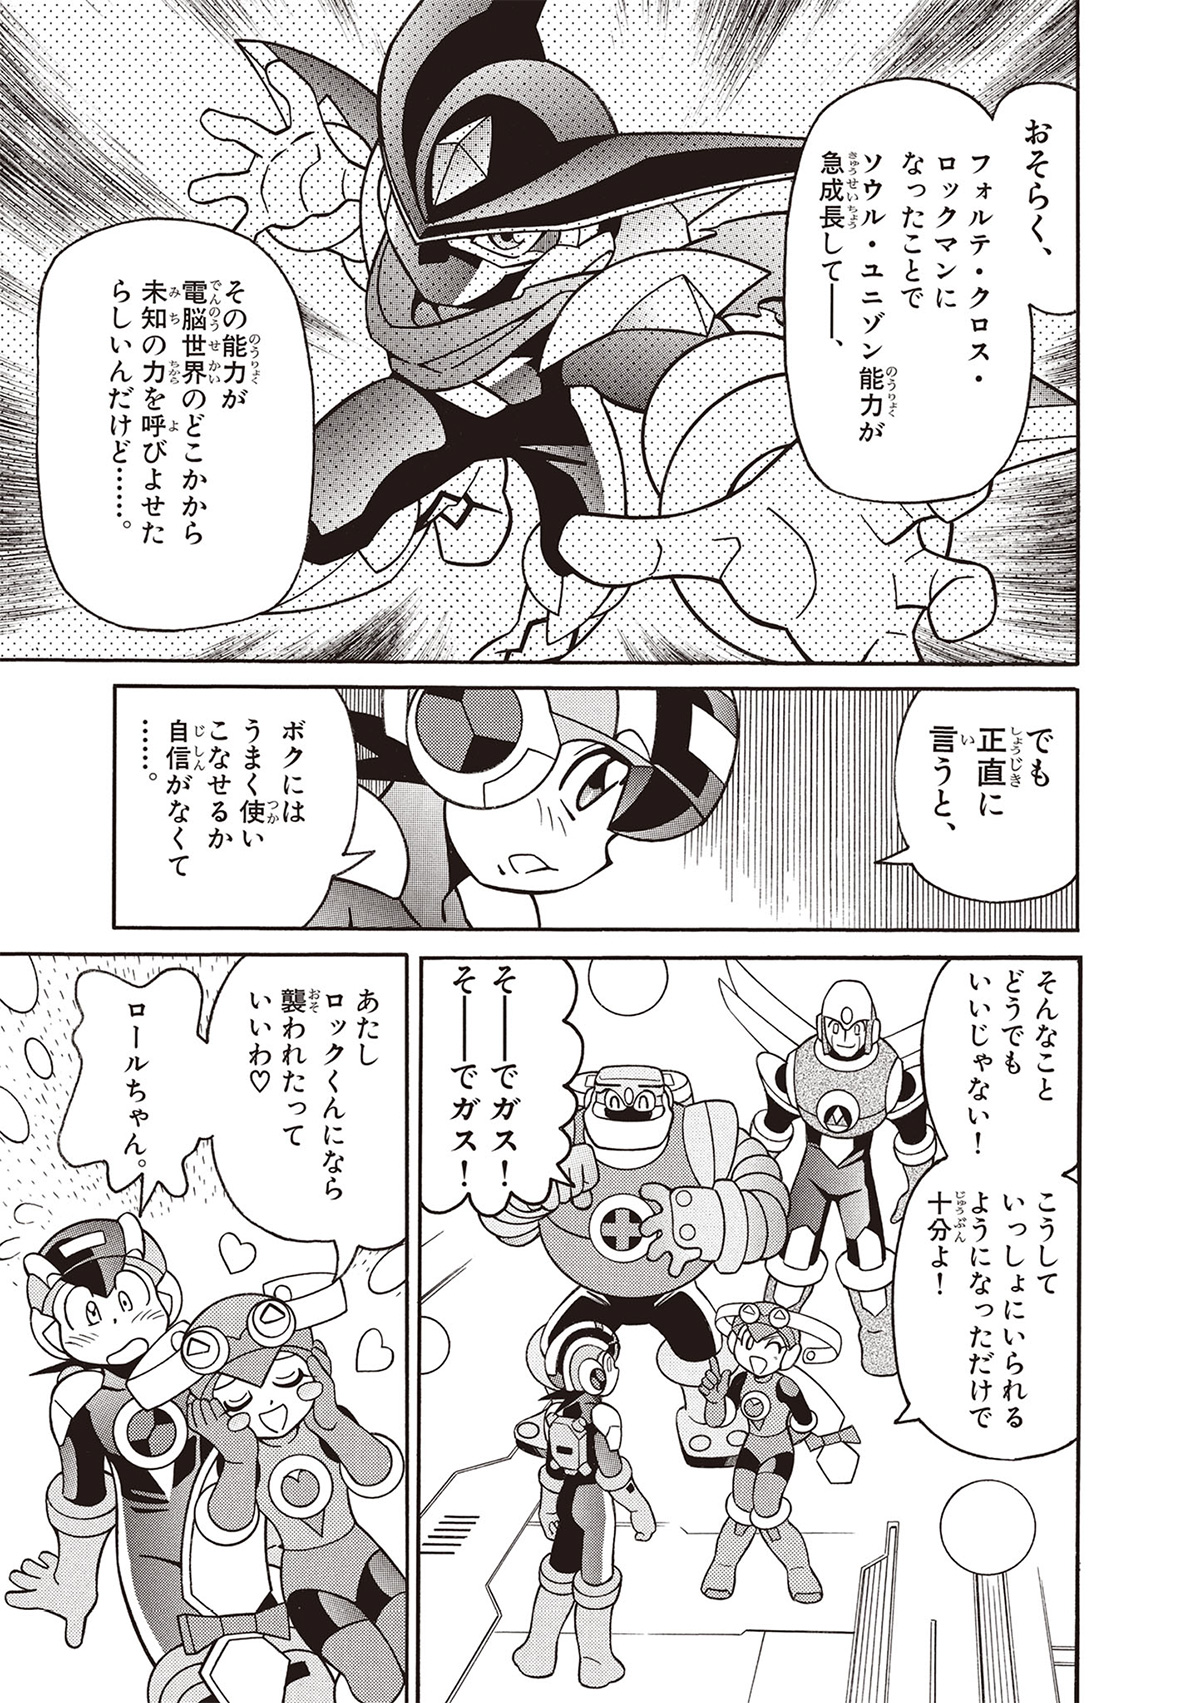 おそらく、
フォルテ・クロス・
ロックマンに
なったことで
ソウル・ユニゾン能力が
急成長して――、
その能力が
電脳世界のどこかから
未知の力を呼びよせた
らしいんだけど……。
でも
正直に
言うと、
ボクには
うまく使い
こなせるか
自信がなくて
……。
そんなこと
どうでも
いいじゃない！
こうして
いっしょにいられる
ようになっただけで
十分よ！
そ――でガス！
そ――でガス！
あたし
ロックくんになら
襲われたって
いいわ♡
ロールちゃん。